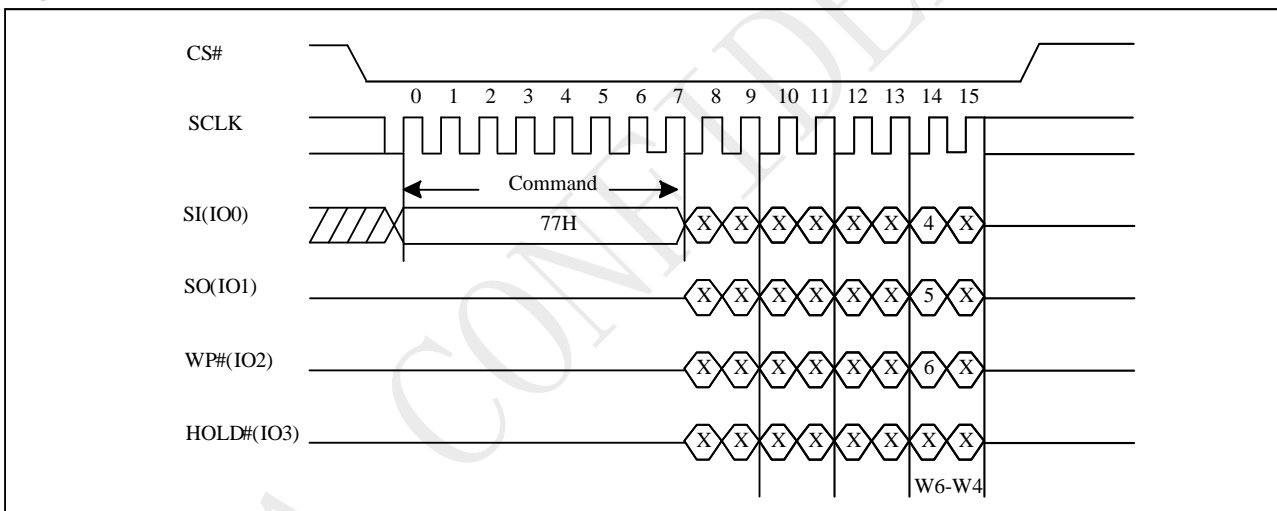 CS#
0 1 2 3 4 5 6 7 8 9 10 11 12 13 14 15
SCLK
Command
SI(IO0) 77H X X X X X X 4 X
SO(IO1) X X X X X X 5 X
WP#(IO2) X X X X X X 6 X
HOLD#(IO3) X X X X X X X X
W6-W4